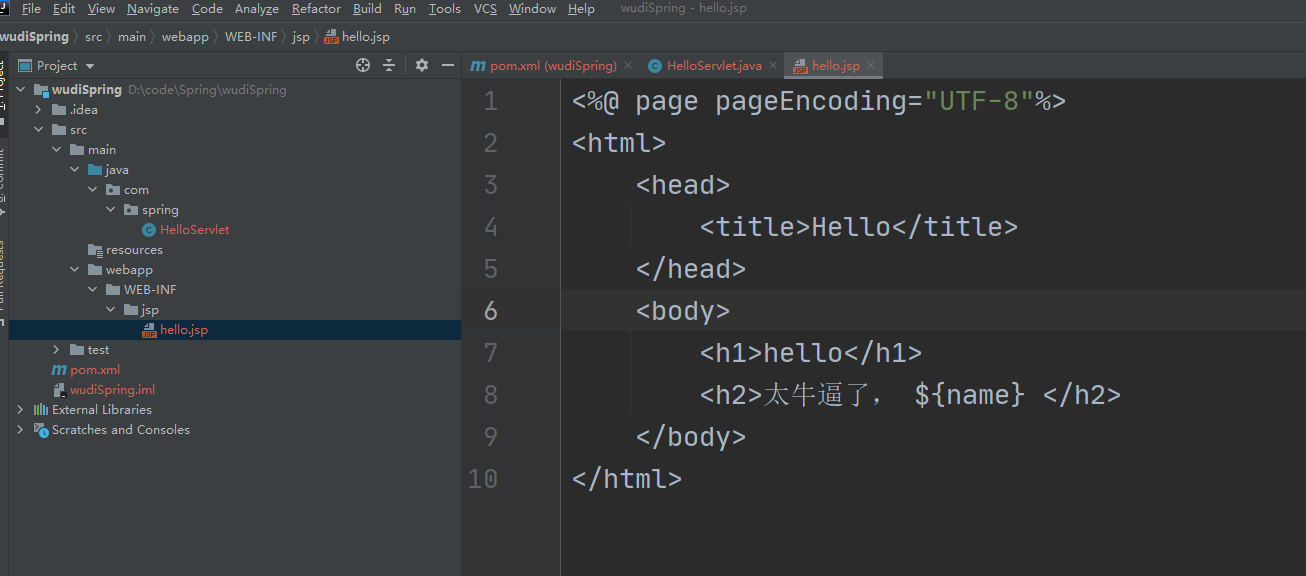 File Edit View Navigate Code Analyze Refactor Build Run Tools VCS Window Help wudiSpring - hello.jsp
wudiSpring src main webapp WEB-INF jsp hello.jsp
Project
pom.xml (wudiSpring) HelloServlet.java hello.jsp
wudiSpring D:\code\Spring\wudiSpring
.idea
src
main
java
com
spring
HelloServlet
resources
webapp
WEB-INF
jsp
hello.jsp
test
pom.xml
wudiSpring.iml
External Libraries
Scratches and Consoles
1 <%@ page pageEncoding="UTF-8"%>
2 <html>
3 <head>
4 <title>Hello</title>
5 </head>
6 <body>
7 <h1>hello</h1>
8 <h2>太牛逼了， ${name} </h2>
9 </body>
10 </html>